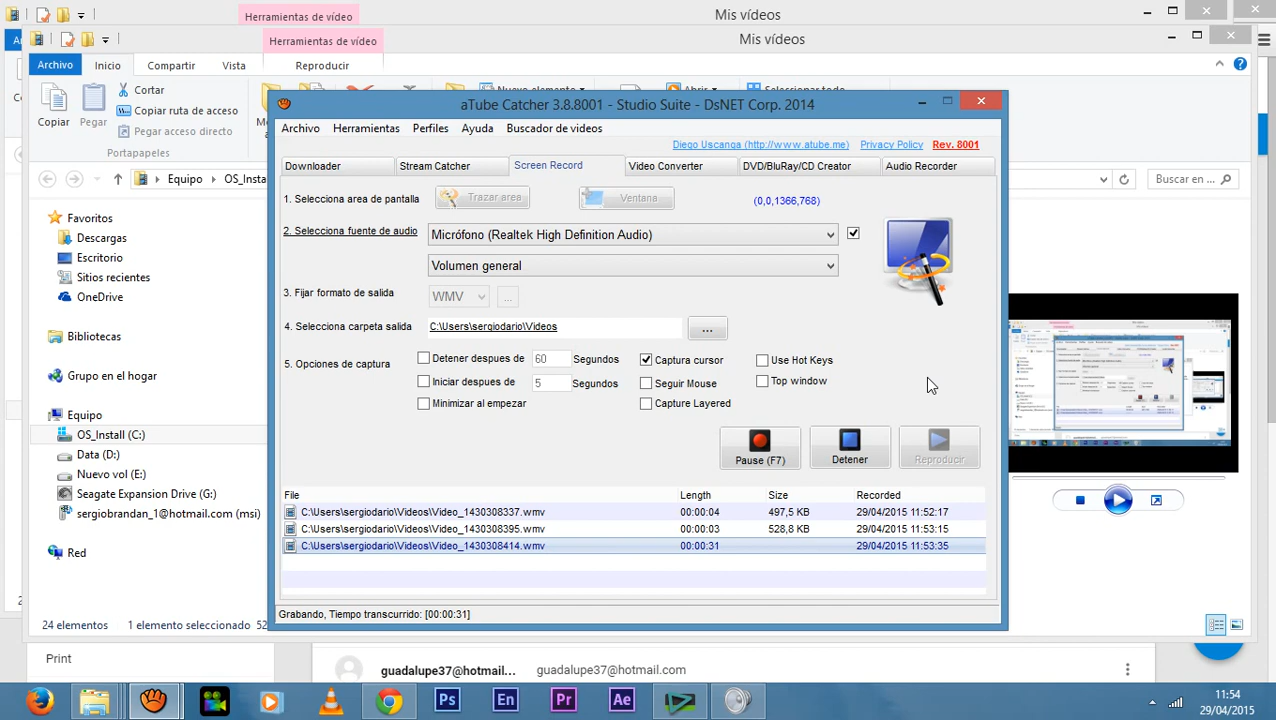 Herramientas de vídeo
Mis vídeos
Herramientas de vídeo
Mis vídeos
Archivo
Inicio
Compartir
Vista
Reproducir
Cortar
Copiar ruta de acceso
Pegar acceso directo
Copiar
Pegar
Portapapeles
Nuevo elemento
Abrir
Seleccionar todo
Equipo
OS_Insta
Buscar en ...
Favoritos
Descargas
Escritorio
Sitios recientes
OneDrive
Bibliotecas
Grupo en el hogar
Equipo
OS_Install (C:)
Data (D:)
Nuevo vol (E:)
Seagate Expansion Drive (G:)
sergiobrandan_1@hotmail.com (msi)
Red
24 elementos
1 elemento seleccionado
aTube Catcher 3.8.8001 - Studio Suite - DsNET Corp. 2014
Archivo
Herramientas
Perfiles
Ayuda
Buscador de videos
Diego Uscanga (http://www.atube.me)
Privacy Policy
Rev. 8001
Downloader
Stream Catcher
Screen Record
Video Converter
DVD/BluRay/CD Creator
Audio Recorder
1. Selecciona area de pantalla
Trazar area
Ventana
(0,0,1366,768)
2. Selecciona fuente de audio
Micrófono (Realtek High Definition Audio)
Volumen general
3. Fijar formato de salida
WMV
...
4. Selecciona carpeta salida
C:\Users\sergiodario\Videos
...
5. Opciones de captura
Detener despues de
60
Segundos
Captura cursor
Use Hot Keys
Iniciar despues de
5
Segundos
Seguir Mouse
Top window
Minimizar al empezar
Capture Layered
Pause (F7)
Detener
Reproducir
File
Length
Size
Recorded
C:\Users\sergiodario\Videos\Video_1430308337.wmv
00:00:04
497,5 KB
29/04/2015 11:52:17
C:\Users\sergiodario\Videos\Video_1430308395.wmv
00:00:03
528,8 KB
29/04/2015 11:53:15
C:\Users\sergiodario\Videos\Video_1430308414.wmv
00:00:31
29/04/2015 11:53:35
Grabando, Tiempo transcurrido: [00:00:31]
Print
guadalupe37@hotmail...
guadalupe37@hotmail.com
Ps
En
Pr
Ae
11:54
29/04/2015